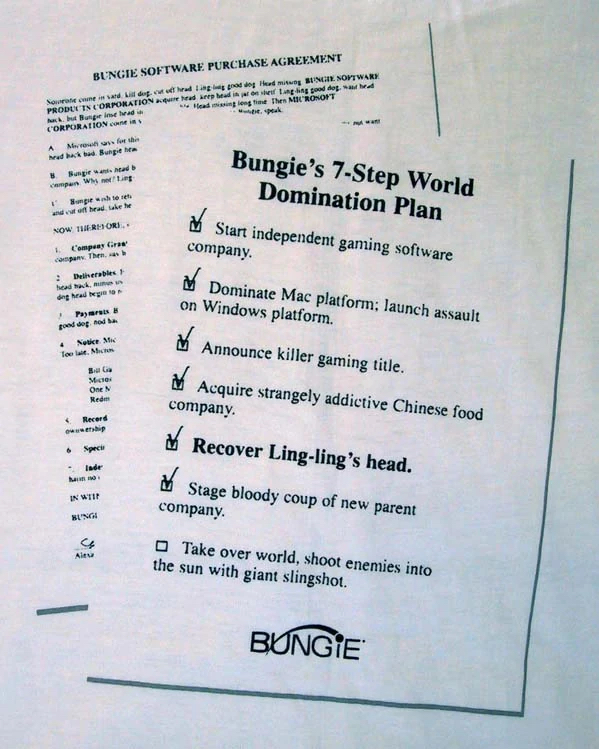 BUNGIE SOFTWARE PURCHASE AGREEMENT
Someone come in yard, kill dog, cut off head. Ling-ling good dog. Head missing. BUNGIE SOFTWARE
PRODUCTS CORPORATION acquire head, keep head in jar on shelf. Ling-ling good dog, want head
back, but Bungie lose head in Head missing long time. Then MICROSOFT
CORPORATION come in speak.
not want
A. Microsoft says for this
head back bad. Bungie
B. Bungie wants head
company. Why not? Ling
C. Bungie wish to
and cut off head, take he
NOW, THEREFORE,
1. Company Gran
company. Then, say
2. Deliverables.
head back, minus
dog head begin to
3. Payments. B
good dog, nod
4. Notice. Mic
Too late. Micros
Bill Ga
Micros
One M
Redm
5. Record
ownership
6. Speci
7. Inde
harm no
IN WIT
BUNGI
Alexa
Bungie's 7-Step World
Domination Plan
Start independent gaming software
company.
Dominate Mac platform; launch assault
on Windows platform.
Announce killer gaming title.
Acquire strangely addictive Chinese food
company.
Recover Ling-ling's head.
Stage bloody coup of new parent
company.
Take over world, shoot enemies into
the sun with giant slingshot.
BUNGiE